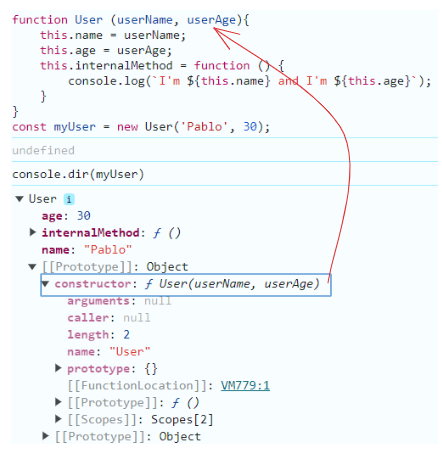 function User (userName, userAge){
this.name = userName;
this.age = userAge;
this.internalMethod = function () {
console.log(`I'm ${this.name} and I'm ${this.age}`);
}
}
const myUser = new User('Pablo', 30);
undefined
console.dir(myUser)
▼ User i
age: 30
▶ internalMethod: ƒ ()
name: "Pablo"
▼ [[Prototype]]: Object
▼ constructor: ƒ User(userName, userAge)
arguments: null
caller: null
length: 2
name: "User"
▶ prototype: {}
[[FunctionLocation]]: VM779:1
▶ [[Prototype]]: ƒ ()
▶ [[Scopes]]: Scopes[2]
▶ [[Prototype]]: Object